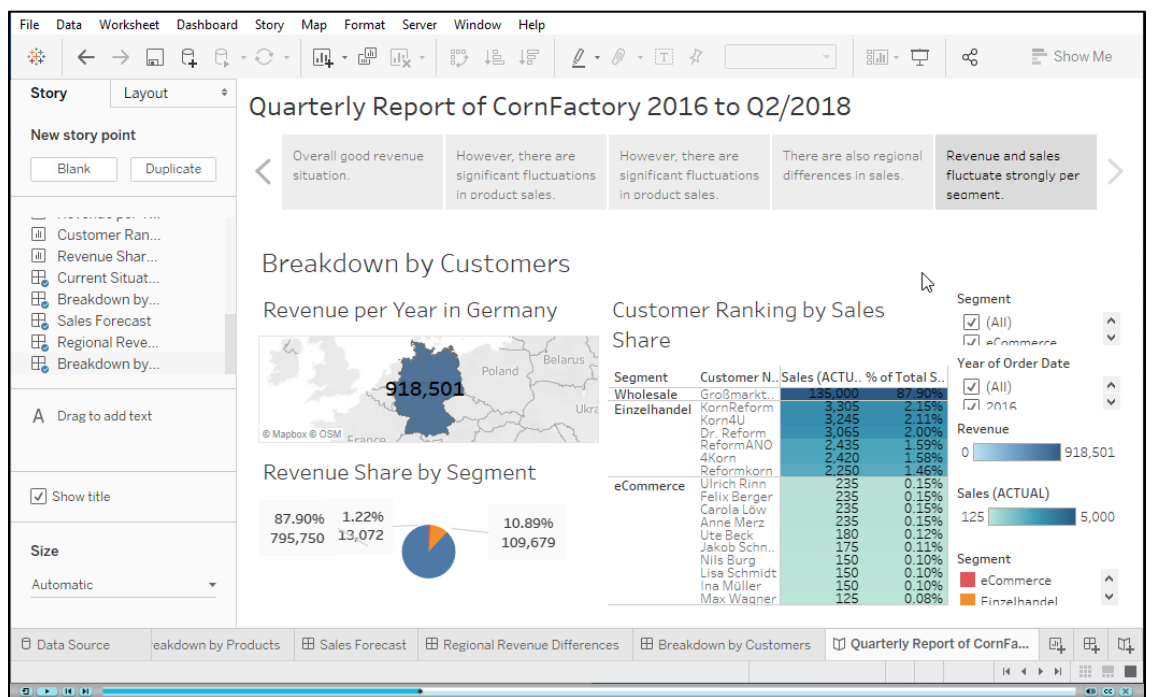 File Data Worksheet Dashboard Story Map Format Server Window Help
Show Me
Story Layout
New story point
Blank Duplicate
Customer Ran...
Revenue Shar...
Current Situat...
Breakdown by...
Sales Forecast
Regional Reve...
Breakdown by...
A Drag to add text
Show title
Size
Automatic
Quarterly Report of CornFactory 2016 to Q2/2018
Overall good revenue
situation.
However, there are
significant fluctuations
in product sales.
However, there are
significant fluctuations
in product sales.
There are also regional
differences in sales.
Revenue and sales
fluctuate strongly per
segment.
Breakdown by Customers
Revenue per Year in Germany
Belarus
Poland
918,501
Ukra
© Mapbox © OSM
France
Revenue Share by Segment
87.90%
795,750
1.22%
13,072
10.89%
109,679
Customer Ranking by Sales
Share
Segment Customer N.. Sales (ACTU.. % of Total S..
Wholesale Großmarkt.. 135,000 87.90%
Einzelhandel KornReform 3,305 2.15%
Korn4U 3,245 2.11%
Dr. Reform 3,065 2.00%
ReformANO 2,435 1.59%
4Korn 2,420 1.58%
Reformkorn 2,250 1.46%
eCommerce Ulrich Rinn 235 0.15%
Felix Berger 235 0.15%
Carola Löw 235 0.15%
Anne Merz 235 0.15%
Ute Beck 180 0.12%
Jakob Schn.. 175 0.11%
Nils Burg 150 0.10%
Lisa Schmidt 150 0.10%
Ina Müller 150 0.10%
Max Wagner 125 0.08%
Segment
(All)
eCommerce
Year of Order Date
(All)
2016
Revenue
0 918,501
Sales (ACTUAL)
125 5,000
Segment
eCommerce
Einzelhandel
Data Source eakdown by Products Sales Forecast Regional Revenue Differences Breakdown by Customers Quarterly Report of CornFa...
CC